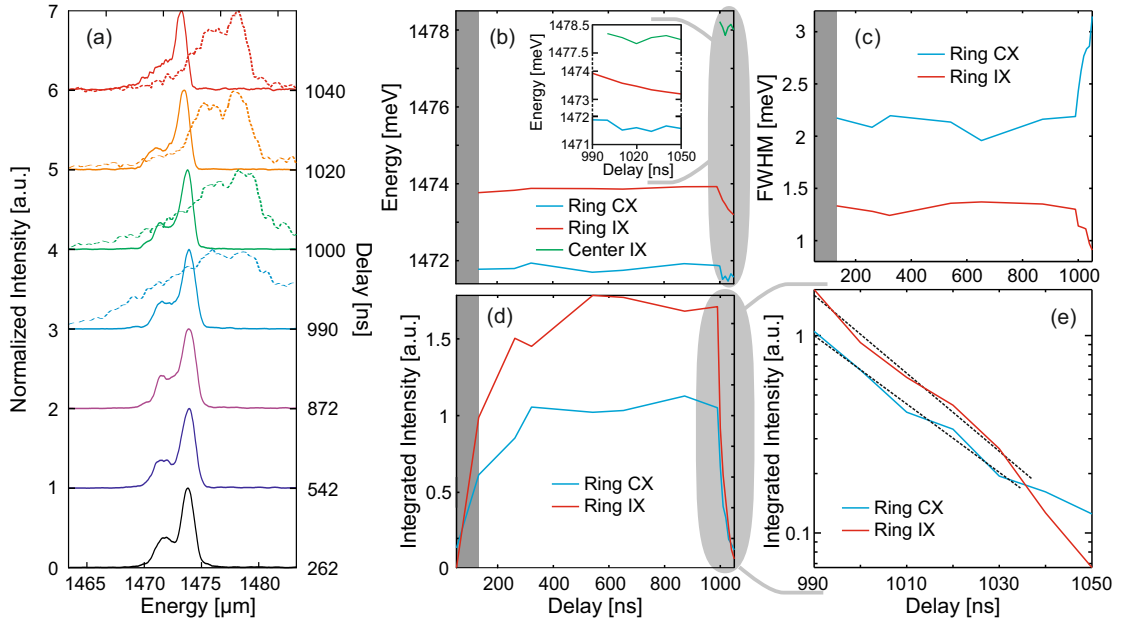 (a)
7
6
5
4
3
2
1
0
Normalized Intensity [a.u.]
1040
1020
1000
990
872
542
262
Delay [ns]
1465 1470 1475 1480
Energy [µm]
(b)
1478
1476
1474
1472
Energy [meV]
Ring CX
Ring IX
Center IX
1478.5
1477.5
1474
1473
1472
1471
Energy [meV]
990 1020 1050
Delay [ns]
(c)
3
2.5
2
1.5
1
FWHM [meV]
Ring CX
Ring IX
200 400 600 800 1000
(d)
1.5
1
0.5
0
Integrated Intensity [a.u.]
Ring CX
Ring IX
200 400 600 800 1000
Delay [ns]
(e)
1
0.1
Integrated Intensity [a.u.]
Ring CX
Ring IX
990 1010 1030 1050
Delay [ns]